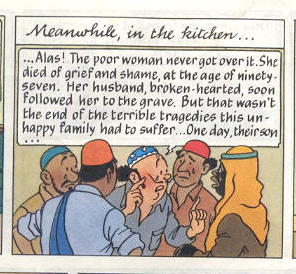 Meanwhile, in the kitchen...
...Alas! The poor woman never got over it. She
died of grief and shame, at the age of ninety-
seven. Her husband, broken-hearted, soon
followed her to the grave. But that wasn't
the end of the terrible tragedies this un-
happy family had to suffer... One day, their son
...